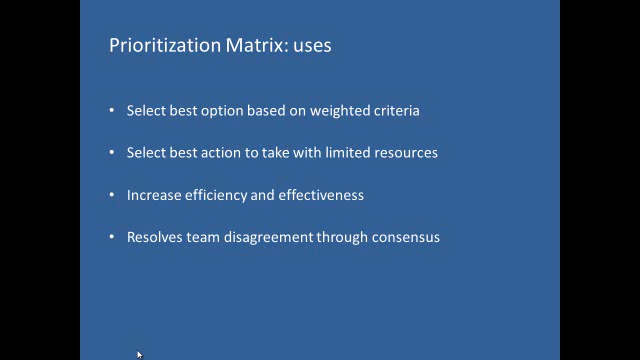 Prioritization Matrix: uses
• Select best option based on weighted criteria
• Select best action to take with limited resources
• Increase efficiency and effectiveness
• Resolves team disagreement through consensus